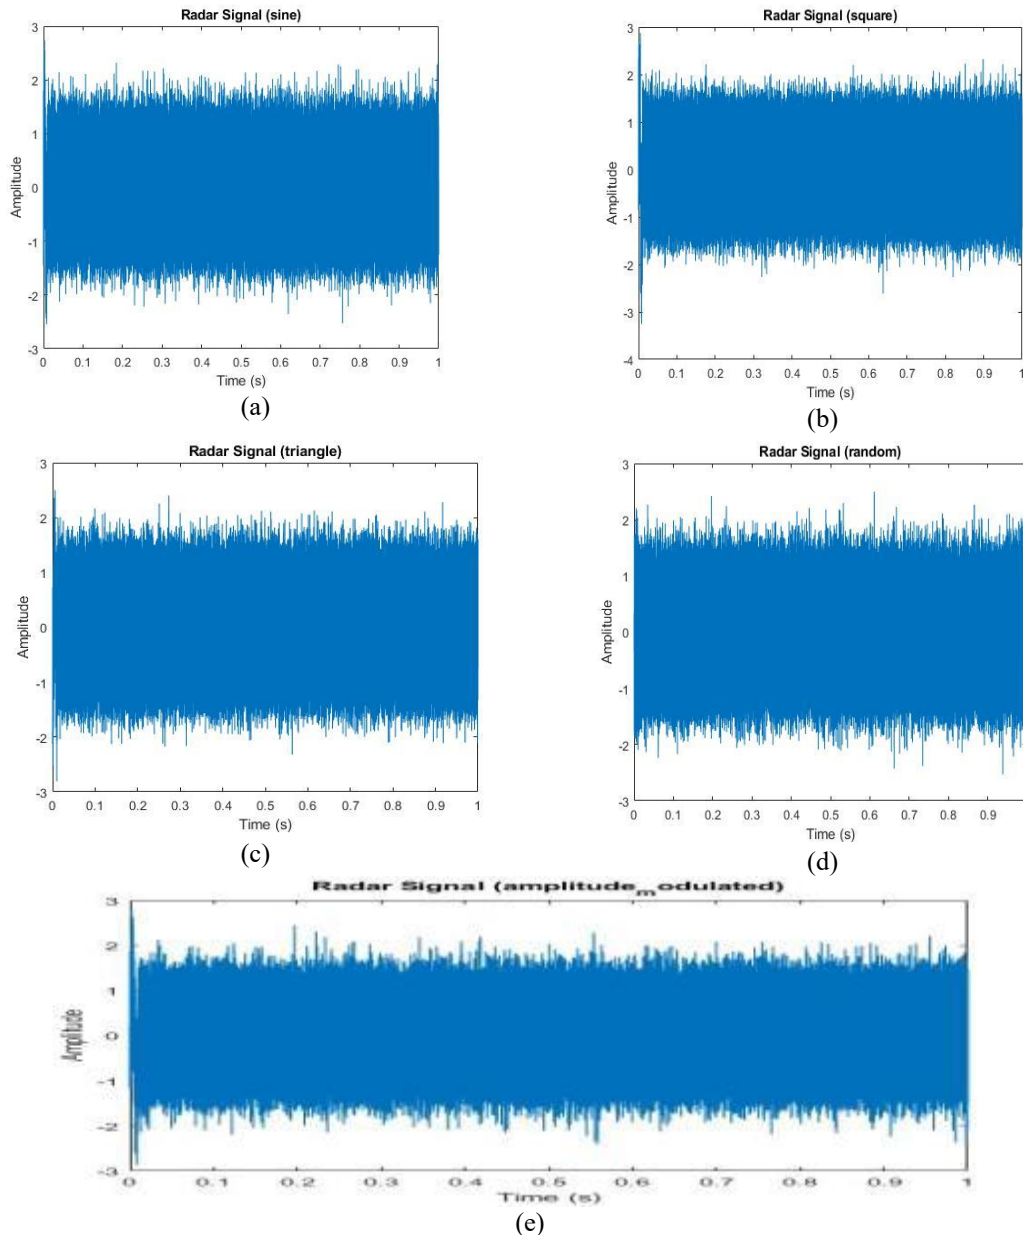 Radar Signal (sine)
3
2
1
0
-1
-2
-3
Amplitude
0 0.1 0.2 0.3 0.4 0.5 0.6 0.7 0.8 0.9 1
Time (s)
(a)
Radar Signal (square)
3
2
1
0
-1
-2
-3
-4
Amplitude
0 0.1 0.2 0.3 0.4 0.5 0.6 0.7 0.8 0.9 1
Time (s)
(b)
Radar Signal (triangle)
3
2
1
0
-1
-2
-3
Amplitude
0 0.1 0.2 0.3 0.4 0.5 0.6 0.7 0.8 0.9 1
Time (s)
(c)
Radar Signal (random)
3
2
1
0
-1
-2
-3
Amplitude
0 0.1 0.2 0.3 0.4 0.5 0.6 0.7 0.8 0.9
Time (s)
(d)
Radar Signal (amplitude_modulated)
3
2
1
0
-1
-2
-3
Amplitude
0 0.1 0.2 0.3 0.4 0.5 0.6 0.7 0.8 0.9 1
Time (s)
(e)